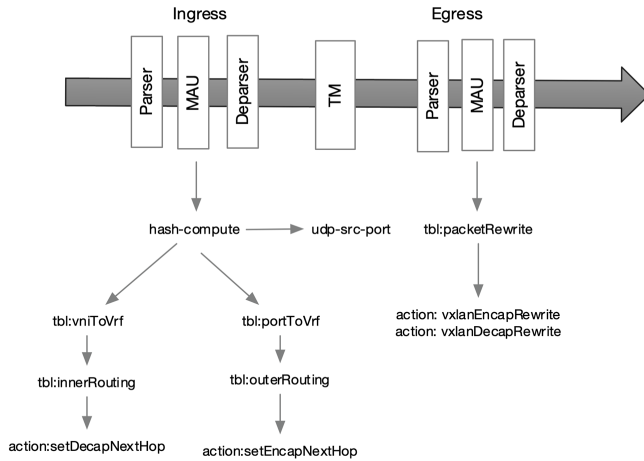 Ingress
Egress
Parser
MAU
Deparser
TM
Parser
MAU
Deparser
hash-compute
udp-src-port
tbl:packetRewrite
tbl:vniToVrf
tbl:portToVrf
action: vxlanEncapRewrite
action: vxlanDecapRewrite
tbl:innerRouting
tbl:outerRouting
action:setDecapNextHop
action:setEncapNextHop